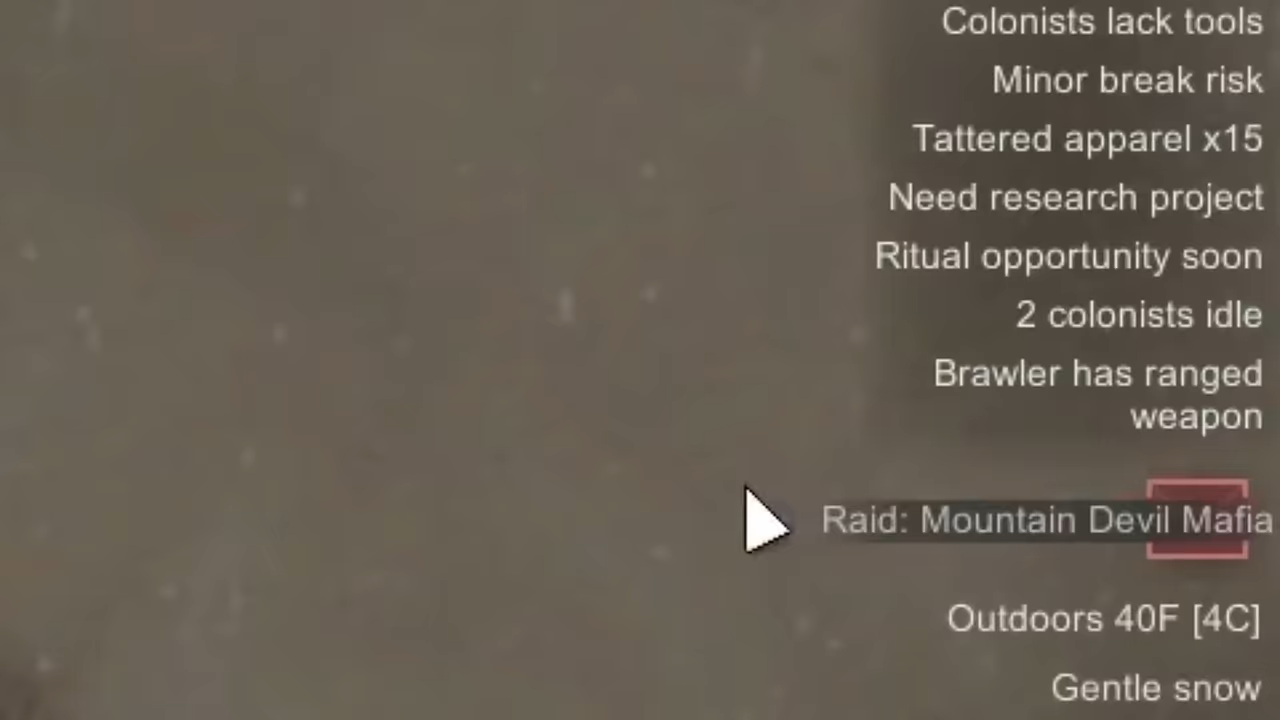 Colonists lack tools
Minor break risk
Tattered apparel x15
Need research project
Ritual opportunity soon
2 colonists idle
Brawler has ranged
weapon
Raid: Mountain Devil Mafia
Outdoors 40F [4C]
Gentle snow